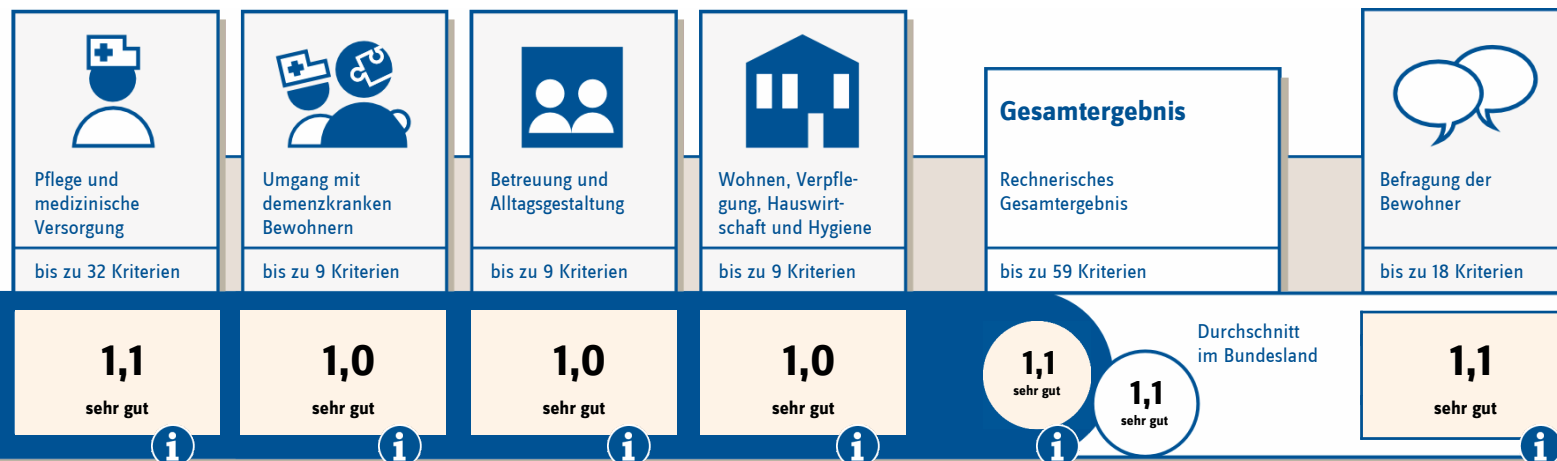 Pflege und
medizinische
Versorgung
bis zu 32 Kriterien
1,1
sehr gut
i
Umgang mit
demenzkranken
Bewohnern
bis zu 9 Kriterien
1,0
sehr gut
i
Betreuung und
Alltagsgestaltung
bis zu 9 Kriterien
1,0
sehr gut
i
Wohnen, Verpfle-
gung, Hauswirt-
schaft und Hygiene
bis zu 9 Kriterien
1,0
sehr gut
i
Gesamtergebnis
Rechnerisches
Gesamtergebnis
bis zu 59 Kriterien
1,1
sehr gut
i
Durchschnitt
im Bundesland
1,1
sehr gut
Befragung der
Bewohner
bis zu 18 Kriterien
1,1
sehr gut
i